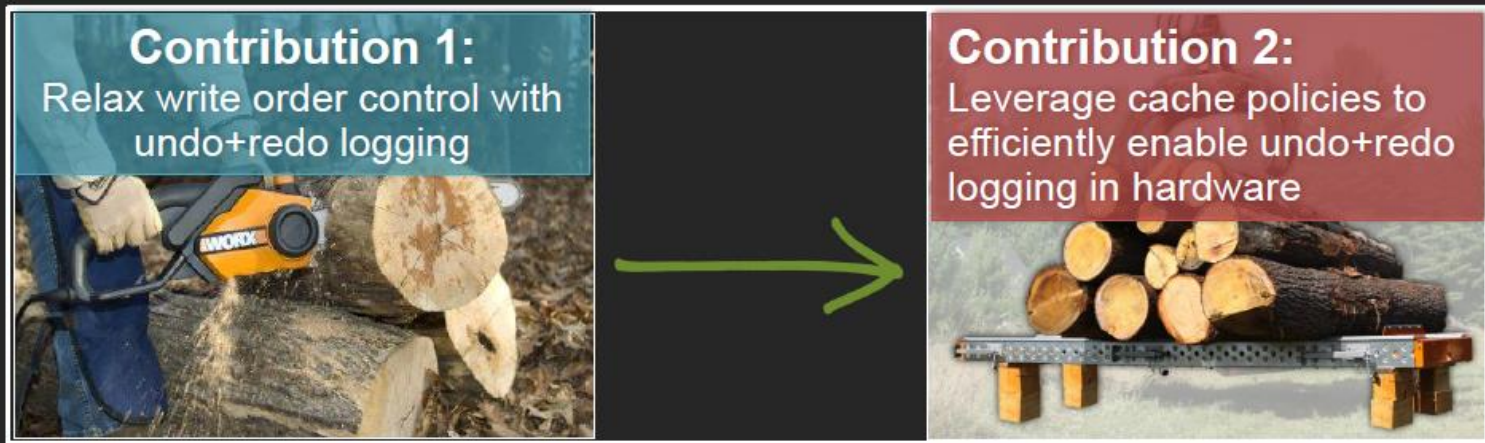 Contribution 1:
Relax write order control with
undo+redo logging
WORX
Contribution 2:
Leverage cache policies to
efficiently enable undo+redo
logging in hardware